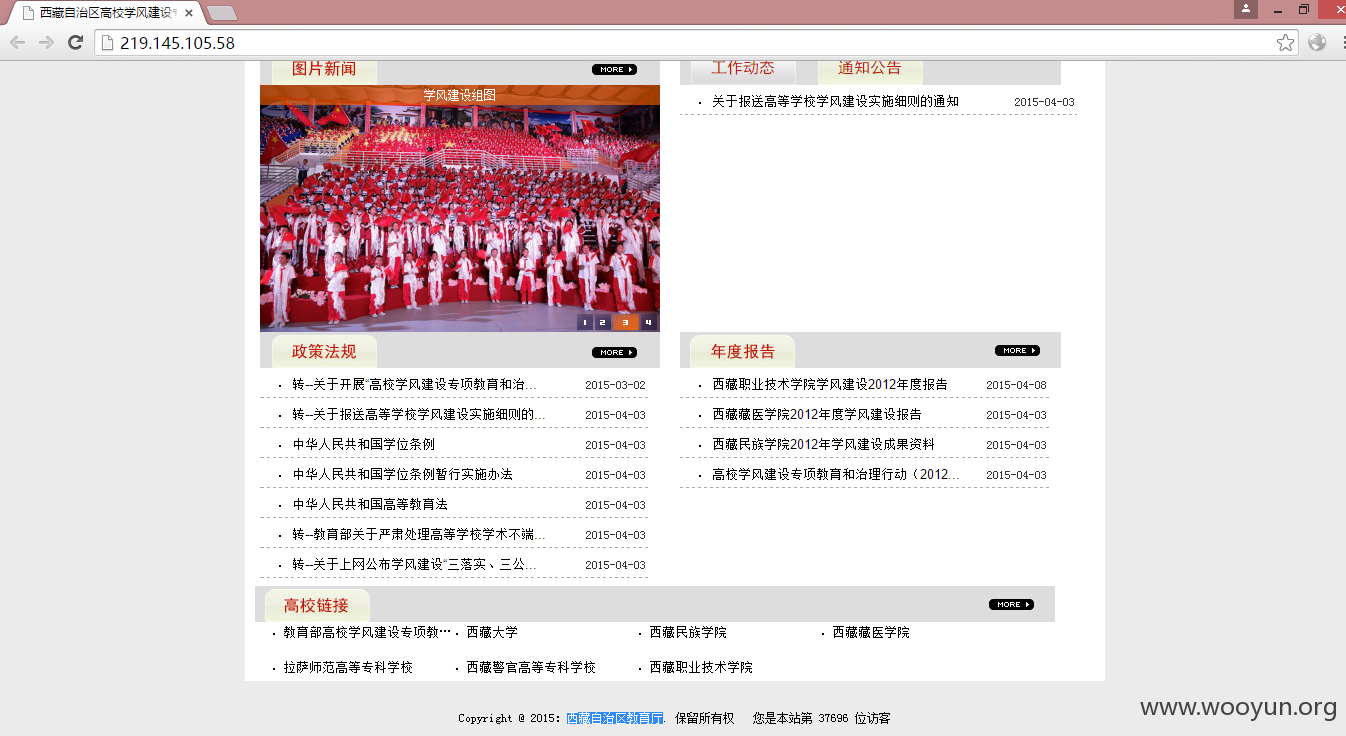 西藏自治区高校学风建设专
219.145.105.58
图片新闻 MORE
学风建设组图
1 2 3 4
工作动态 通知公告
· 关于报送高等学校学风建设实施细则的通知 2015-04-03
政策法规 MORE
· 转--关于开展“高校学风建设专项教育和治... 2015-03-02
· 转--关于报送高等学校学风建设实施细则的... 2015-04-03
· 中华人民共和国学位条例 2015-04-03
· 中华人民共和国学位条例暂行实施办法 2015-04-03
· 中华人民共和国高等教育法 2015-04-03
· 转--教育部关于严肃处理高等学校学术不端... 2015-04-03
· 转--关于上网公布学风建设“三落实、三公... 2015-04-03
年度报告 MORE
· 西藏职业技术学院学风建设2012年度报告 2015-04-08
· 西藏藏医学院2012年度学风建设报告 2015-04-03
· 西藏民族学院2012年学风建设成果资料 2015-04-03
· 高校学风建设专项教育和治理行动（2012... 2015-04-03
高校链接 MORE
· 教育部高校学风建设专项教… · 西藏大学 · 西藏民族学院 · 西藏藏医学院
· 拉萨师范高等专科学校 · 西藏警官高等专科学校 · 西藏职业技术学院
Copyright @ 2015: 西藏自治区教育厅. 保留所有权 您是本站第 37696 位访客
www.wooyun.org